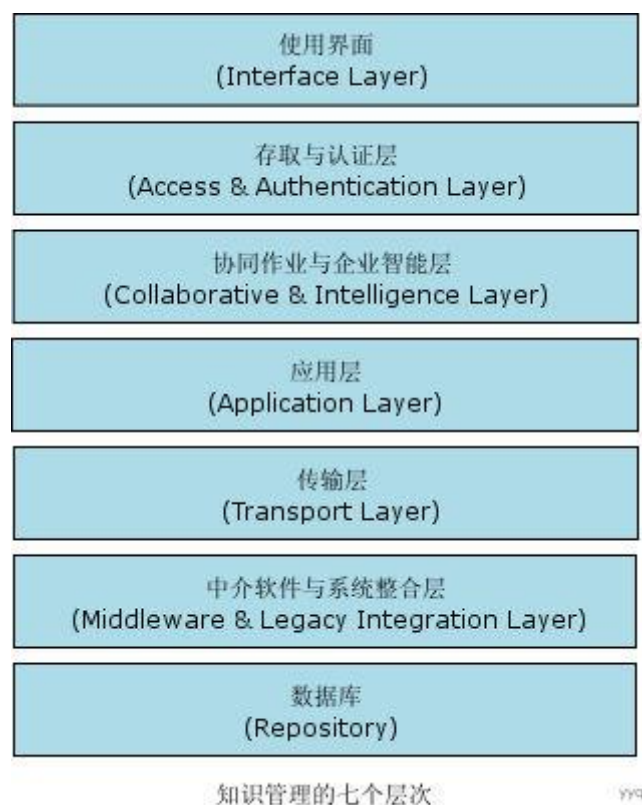 使用界面
(Interface Layer)
存取与认证层
(Access & Authentication Layer)
协同作业与企业智能层
(Collaborative & Intelligence Layer)
应用层
(Application Layer)
传输层
(Transport Layer)
中介软件与系统整合层
(Middleware & Legacy Integration Layer)
数据库
(Repository)
知识管理的七个层次